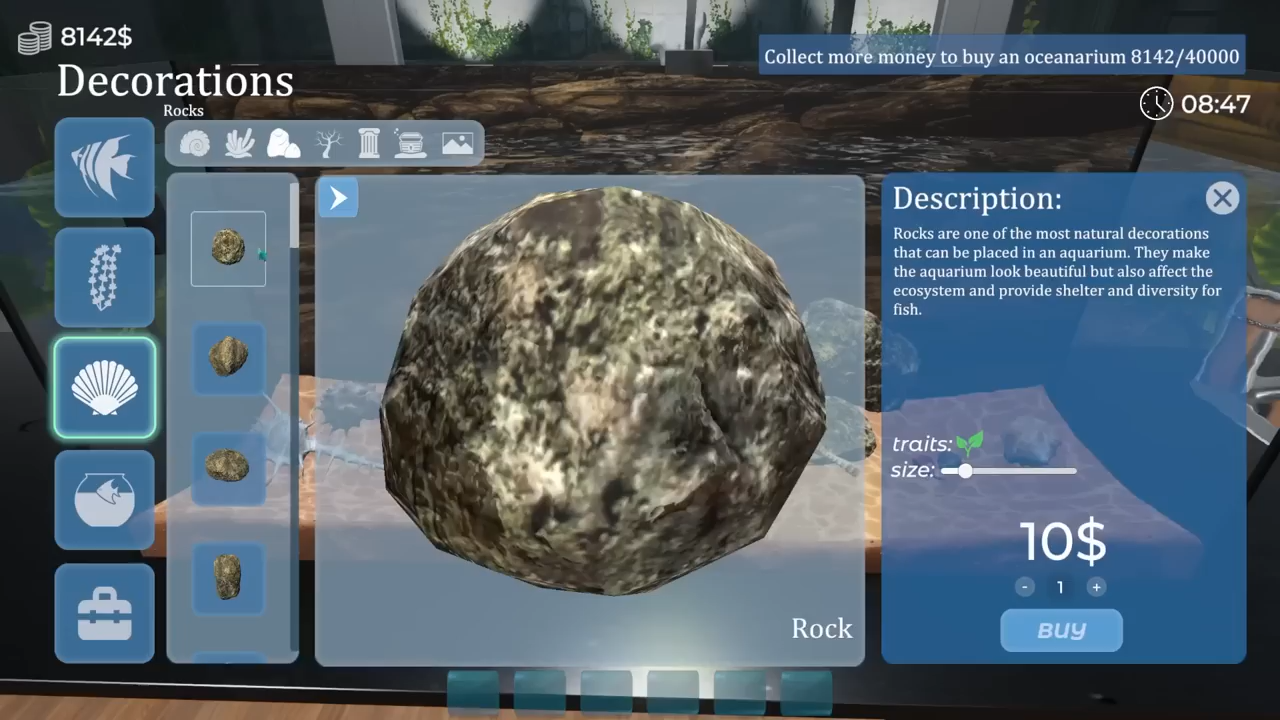 8142$
Collect more money to buy an oceanarium 8142/40000
Decorations
Rocks
08:47
Description:
Rocks are one of the most natural decorations
that can be placed in an aquarium. They make
the aquarium look beautiful but also affect the
ecosystem and provide shelter and diversity for
fish.
traits:
size:
10$
- 1 +
BUY
Rock